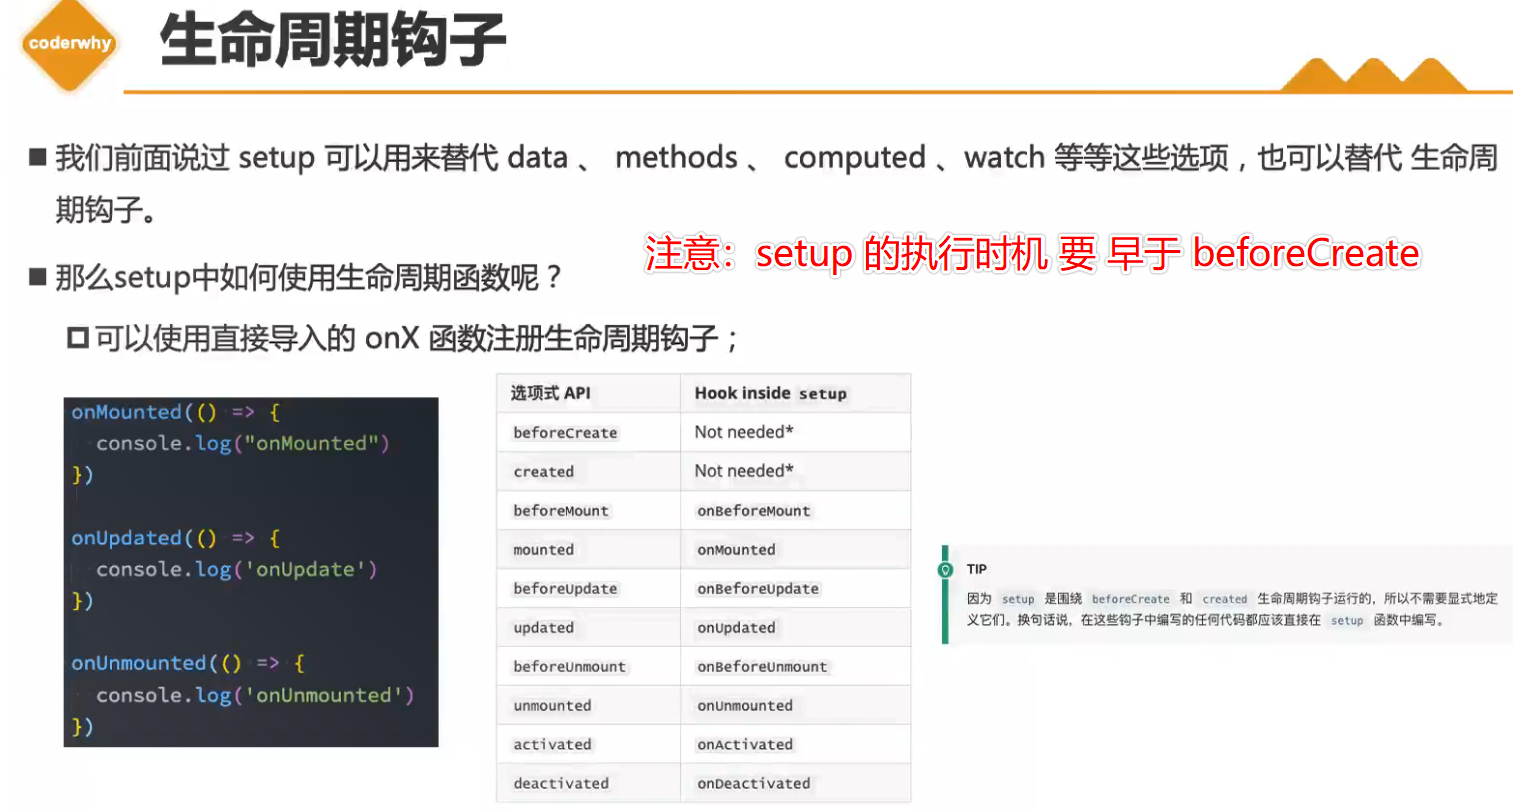 coderwhy
生命周期钩子
我们前面说过 setup 可以用来替代 data 、 methods 、 computed 、watch 等等这些选项，也可以替代 生命周
期钩子。
注意：setup 的执行时机 要 早于 beforeCreate
那么setup中如何使用生命周期函数呢？
可以使用直接导入的 onX 函数注册生命周期钩子；
onMounted(() => {
console.log("onMounted")
})
onUpdated(() => {
console.log('onUpdate')
})
onUnmounted(() => {
console.log('onUnmounted')
})
选项式 API Hook inside setup
beforeCreate Not needed*
created Not needed*
beforeMount onBeforeMount
mounted onMounted
beforeUpdate onBeforeUpdate
updated onUpdated
beforeUnmount onBeforeUnmount
unmounted onUnmounted
activated onActivated
deactivated onDeactivated
TIP
因为 setup 是围绕 beforeCreate 和 created 生命周期钩子运行的，所以不需要显式地定
义它们。换句话说，在这些钩子中编写的任何代码都应该直接在 setup 函数中编写。